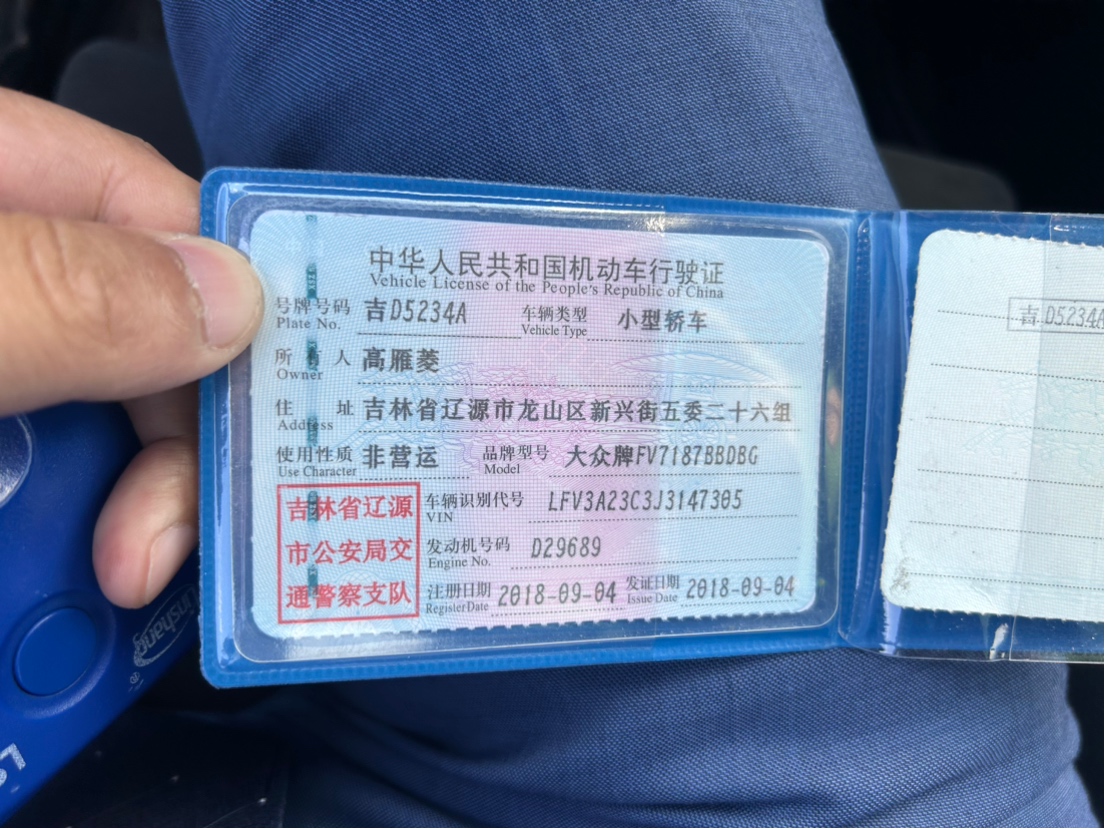 中华人民共和国机动车行驶证
Vehicle License of the People's Republic of China
号牌号码 吉D5234A 车辆类型 小型轿车
Plate No. Vehicle Type
所有人 高雁菱
Owner
住址 吉林省辽源市龙山区新兴街五委二十六组
Address
使用性质 非营运 品牌型号 大众牌FV7187BBDBG
Use Character Model
吉林省辽源
市公安局交
通警察支队
车辆识别代号 LFV3A23C3J3147305
VIN
发动机号码 D29689
Engine No.
注册日期 2018-09-04 发证日期 2018-09-04
Register Date Issue Date
吉D5234A
Linshang